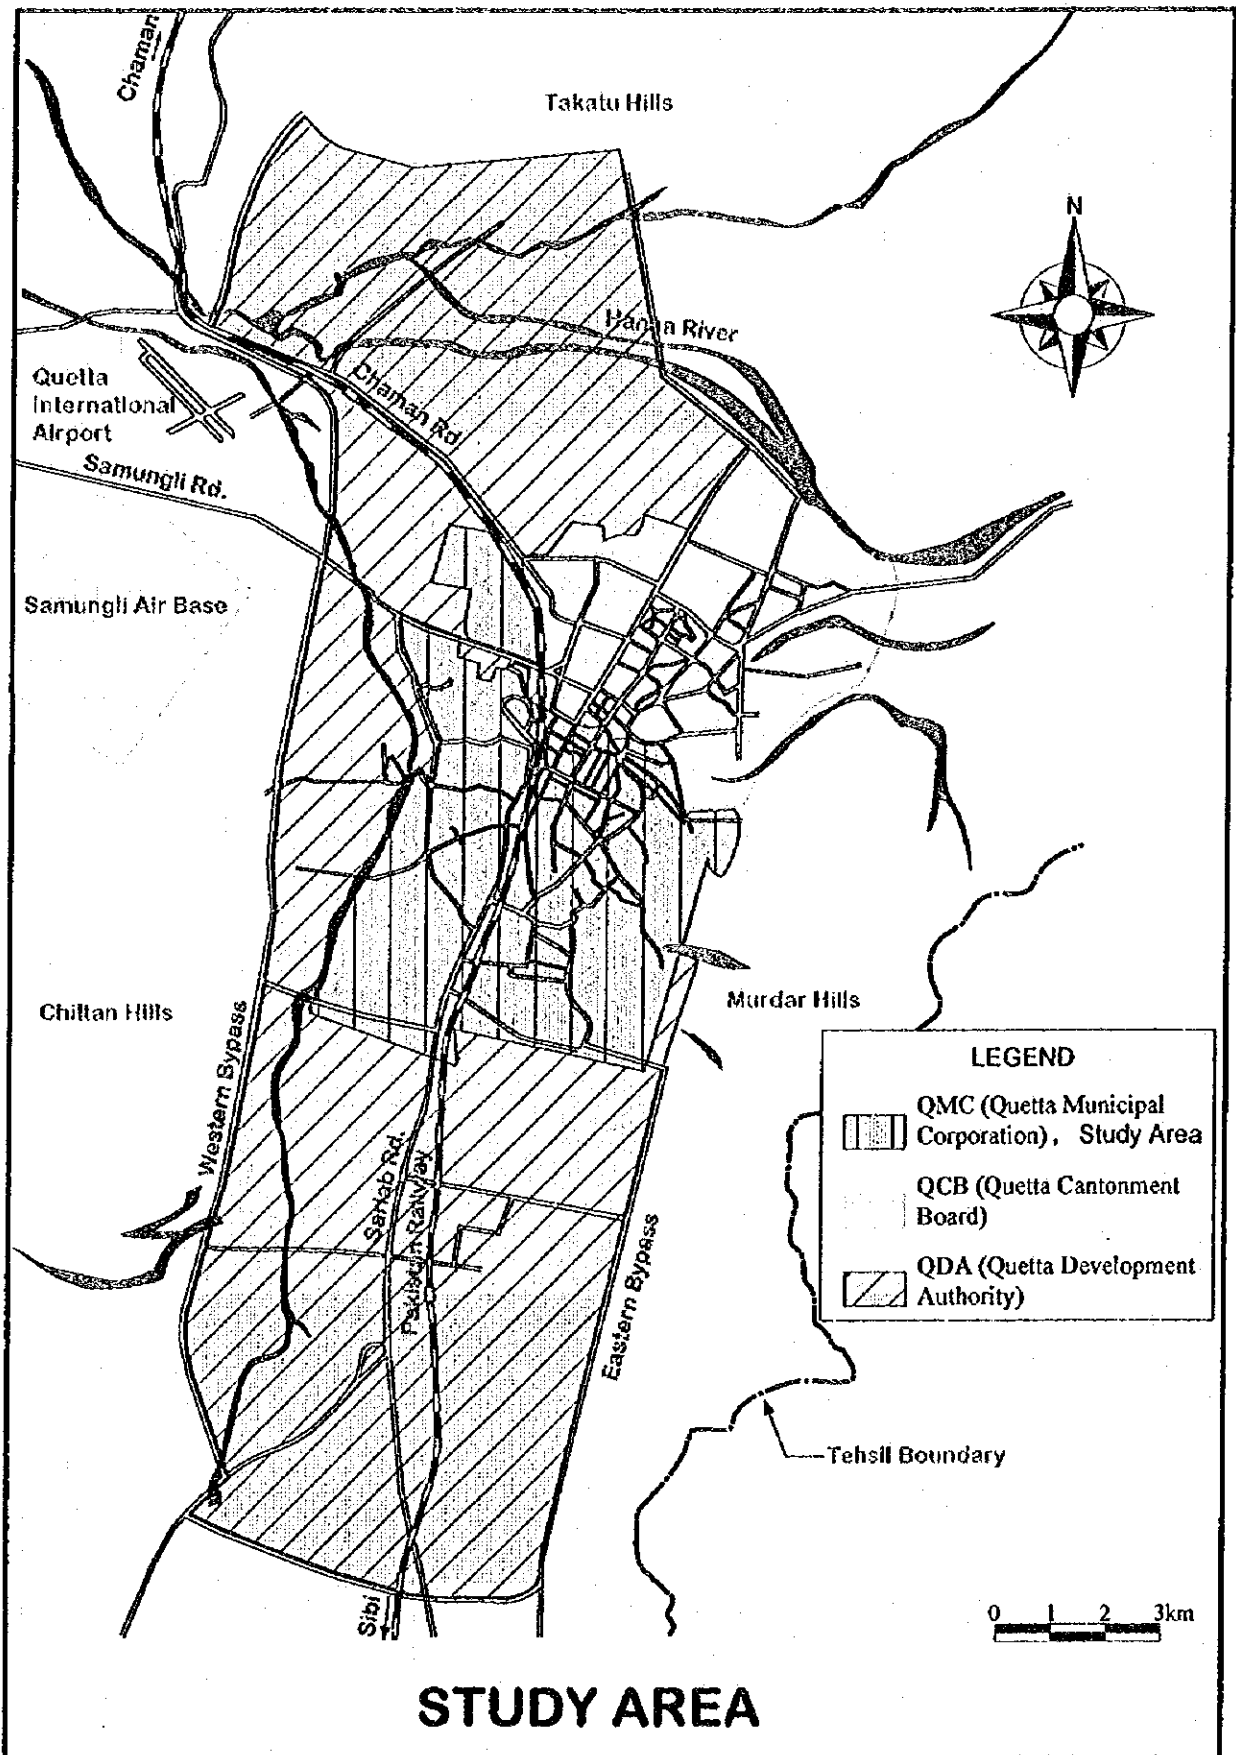 Chaman
Takatu Hills
N
Hanna River
Quetta
International
Airport
Chaman Rd
Samungli Rd.
Samungli Air Base
Chiltan Hills
Murdar Hills
Western Bypass
LEGEND
QMC (Quetta Municipal
Corporation), Study Area
QCB (Quetta Cantonment
Board)
QDA (Quetta Development
Authority)
Sariab Rd.
Pakistan Railway
Eastern Bypass
Tehsil Boundary
Sibi
0 1 2 3km
STUDY AREA